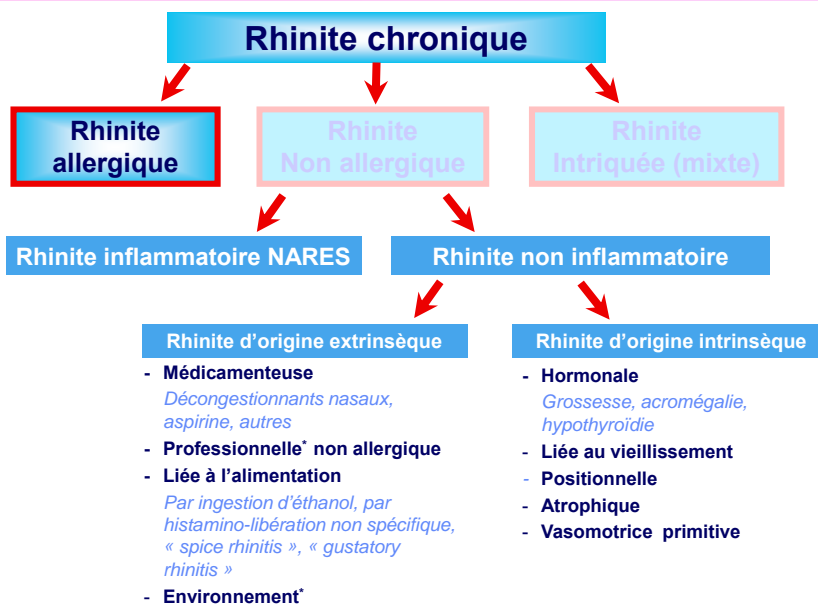 Rhinite chronique
Rhinite
allergique
Rhinite
Non allergique
Rhinite
Intriquée (mixte)
Rhinite inflammatoire NARES
Rhinite non inflammatoire
Rhinite d’origine extrinsèque
- Médicamenteuse
Décongestionnants nasaux,
aspirine, autres
- Professionnelle* non allergique
- Liée à l’alimentation
Par ingestion d’éthanol, par
histamino-libération non spécifique,
« spice rhinitis », « gustatory
rhinitis »
- Environnement*
Rhinite d’origine intrinsèque
- Hormonale
Grossesse, acromégalie,
hypothyroïdie
- Liée au vieillissement
- Positionnelle
- Atrophique
- Vasomotrice primitive